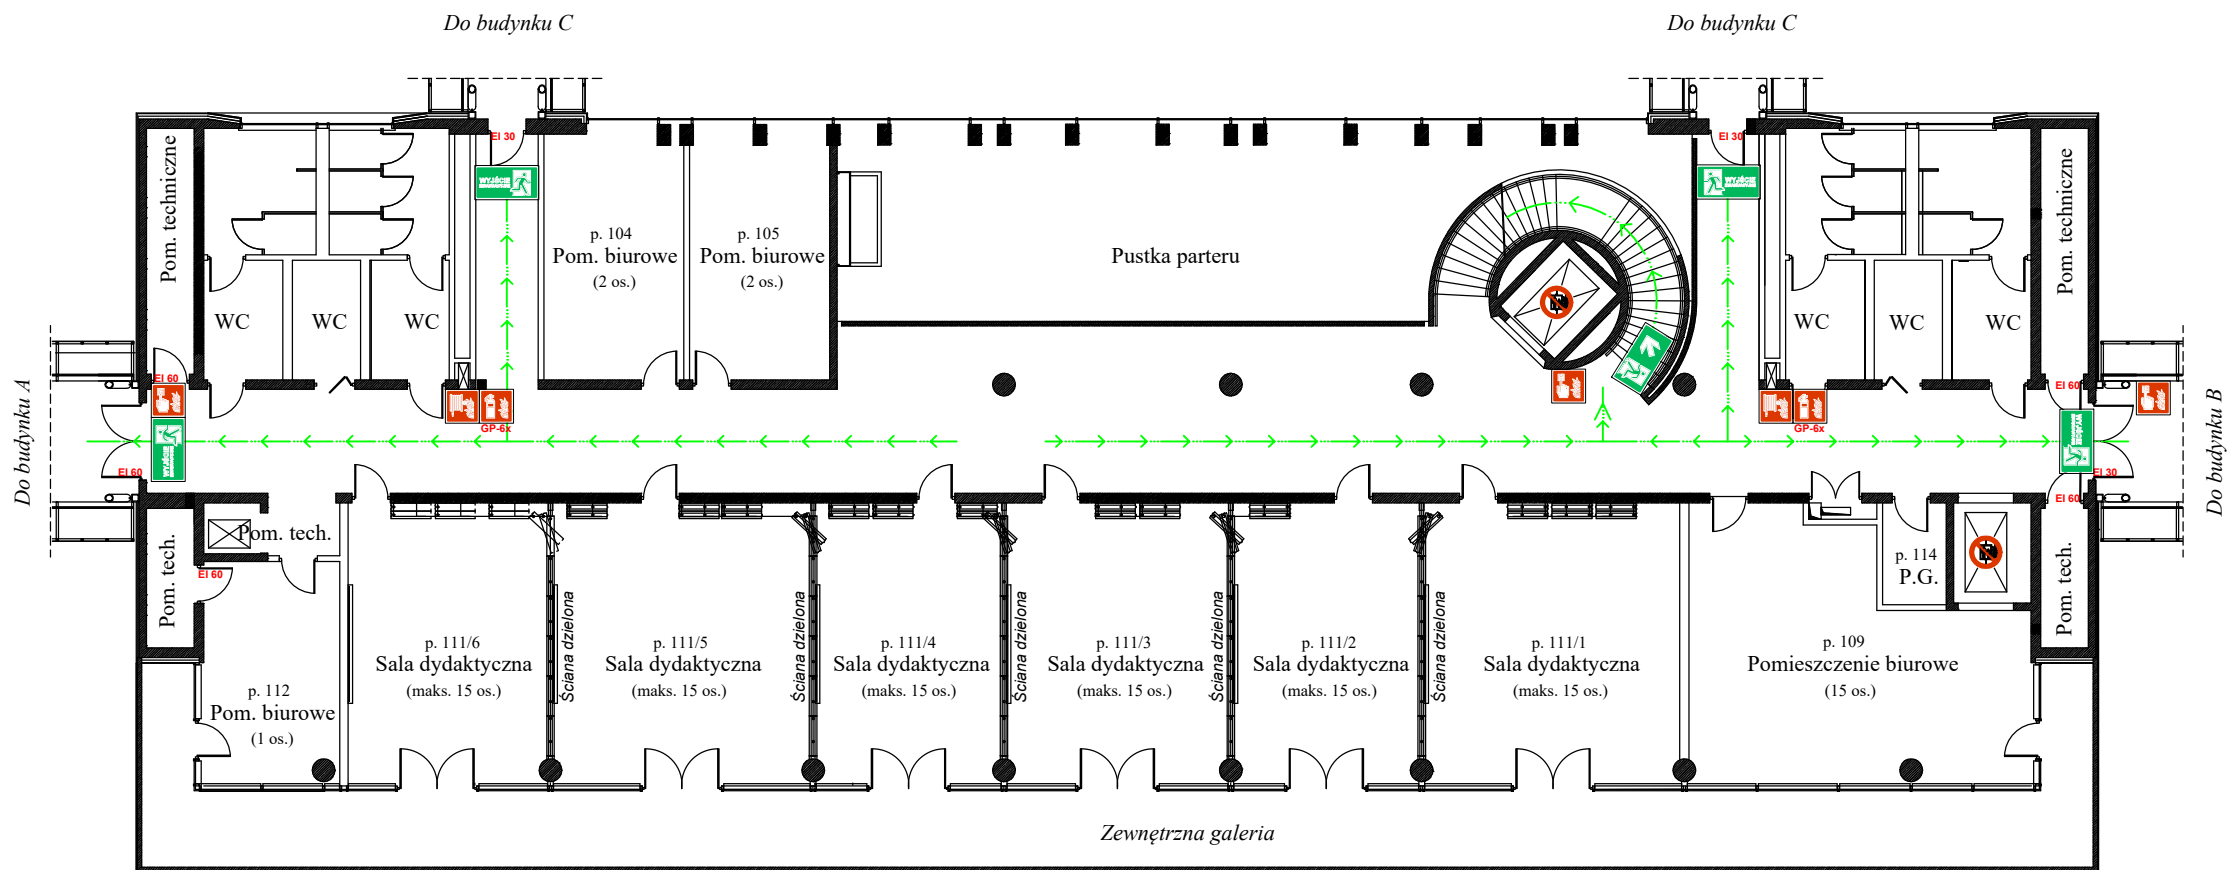 Do budynku C
Do budynku C
EI 30
EI 30
Pom. techniczne
Pom. techniczne
WYJŚCIE
WYJŚCIE
p. 104
Pom. biurowe
(2 os.)
p. 105
Pom. biurowe
(2 os.)
Pustka parteru
WC
WC
WC
WC
WC
WC
EI 60
EI 60
GP-6x
GP-6x
Do budynku A
Do budynku B
EI 60
EI 30
EI 60
Pom. tech.
Pom. tech.
EI 60
p. 114
P.G.
Pom. tech.
Ściana dzielona
Ściana dzielona
Ściana dzielona
Ściana dzielona
Ściana dzielona
p. 111/6
Sala dydaktyczna
(maks. 15 os.)
p. 111/5
Sala dydaktyczna
(maks. 15 os.)
p. 111/4
Sala dydaktyczna
(maks. 15 os.)
p. 111/3
Sala dydaktyczna
(maks. 15 os.)
p. 111/2
Sala dydaktyczna
(maks. 15 os.)
p. 111/1
Sala dydaktyczna
(maks. 15 os.)
p. 109
Pomieszczenie biurowe
(15 os.)
p. 112
Pom. biurowe
(1 os.)
Zewnętrzna galeria